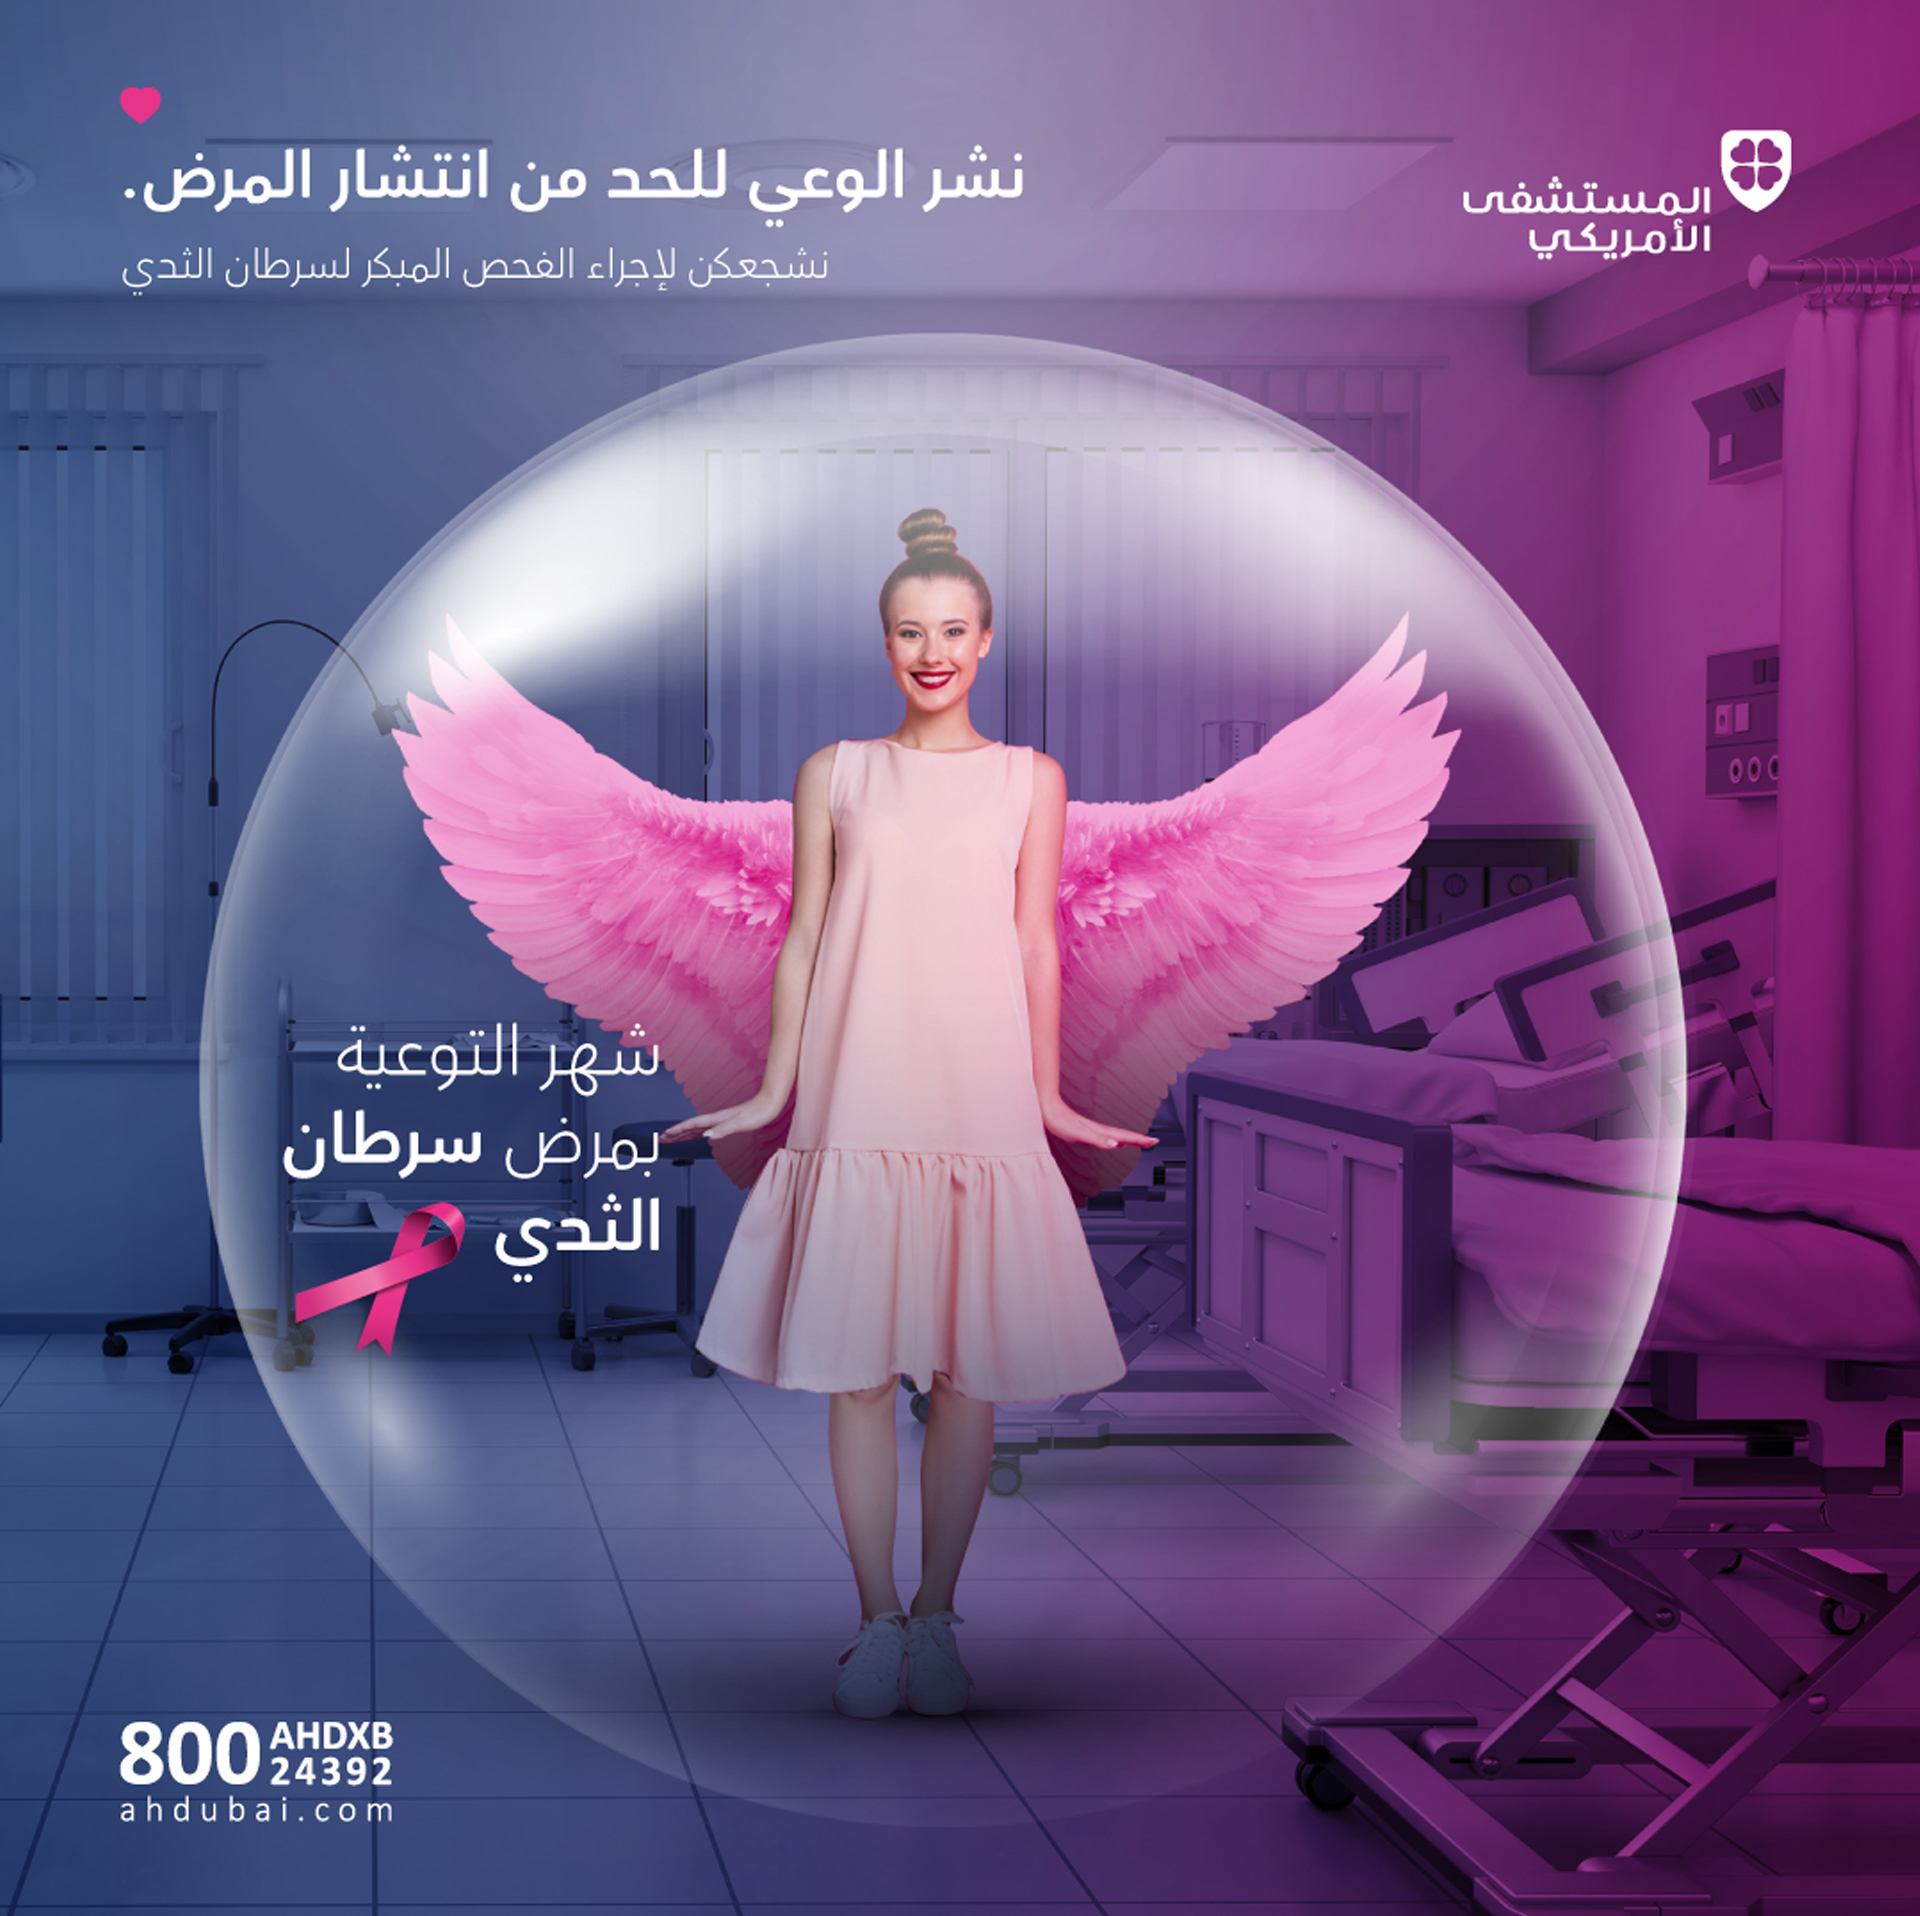 المستشفى
الأمريكي
نشر الوعي للحد من انتشار المرض.
نشجعكن لإجراء الفحص المبكر لسرطان الثدي
شهر التوعية
بمرض سرطان
الثدي
800 AHDXB
24392
ahdubai.com